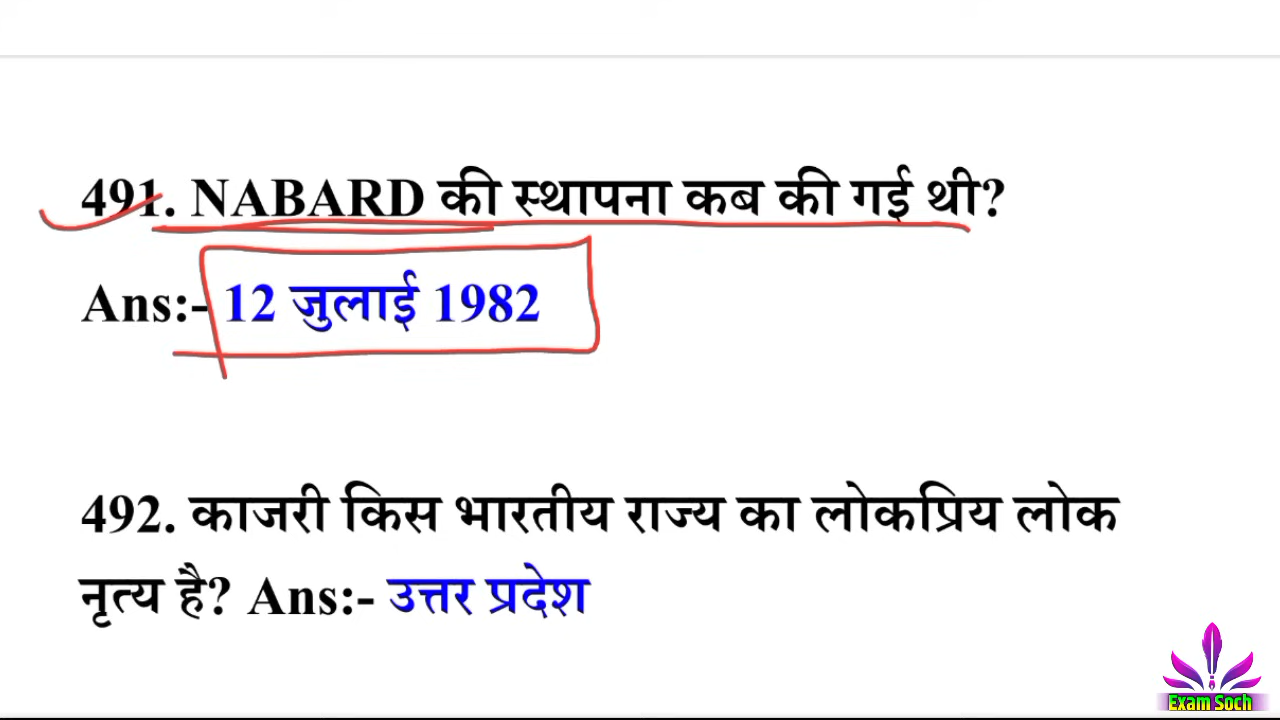 491. NABARD की स्थापना कब की गई थी?
Ans:- 12 जुलाई 1982
492. काजरी किस भारतीय राज्य का लोकप्रिय लोक
नृत्य है? Ans:- उत्तर प्रदेश
Exam Soch